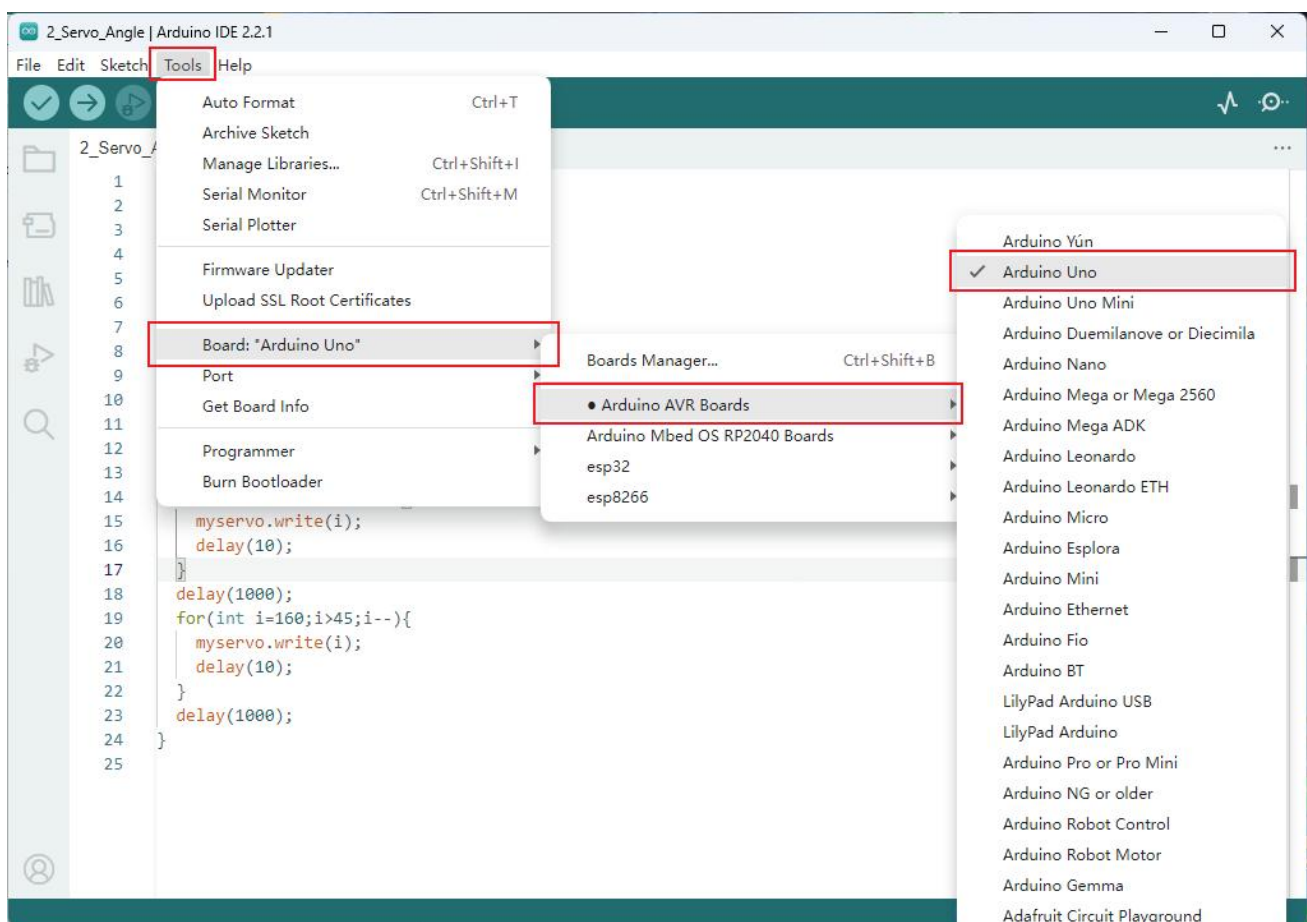 2_Servo_Angle | Arduino IDE 2.2.1
File Edit Sketch Tools Help
2_Servo_A
Auto Format Ctrl+T
Archive Sketch
Manage Libraries... Ctrl+Shift+I
Serial Monitor Ctrl+Shift+M
Serial Plotter
Firmware Updater
Upload SSL Root Certificates
Board: "Arduino Uno"
Port
Get Board Info
Programmer
Burn Bootloader
Boards Manager... Ctrl+Shift+B
● Arduino AVR Boards
Arduino Mbed OS RP2040 Boards
esp32
esp8266
Arduino Yún
✓ Arduino Uno
Arduino Uno Mini
Arduino Duemilanove or Diecimila
Arduino Nano
Arduino Mega or Mega 2560
Arduino Mega ADK
Arduino Leonardo
Arduino Leonardo ETH
Arduino Micro
Arduino Esplora
Arduino Mini
Arduino Ethernet
Arduino Fio
Arduino BT
LilyPad Arduino USB
LilyPad Arduino
Arduino Pro or Pro Mini
Arduino NG or older
Arduino Robot Control
Arduino Robot Motor
Arduino Gemma
Adafruit Circuit Playground
1
2
3
4
5
6
7
8
9
10
11
12
13
14
15 myservo.write(i);
16 delay(10);
17 }
18 delay(1000);
19 for(int i=160;i>45;i--){
20 myservo.write(i);
21 delay(10);
22 }
23 delay(1000);
24 }
25